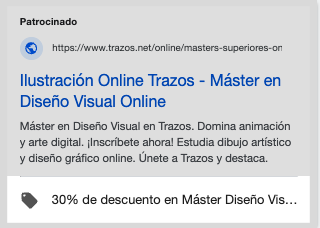 Patrocinado
https://www.trazos.net/online/masters-superiores-on
Ilustración Online Trazos - Máster en
Diseño Visual Online
Máster en Diseño Visual en Trazos. Domina animación
y arte digital. ¡Inscríbete ahora! Estudia dibujo artístico
y diseño gráfico online. Únete a Trazos y destaca.
30% de descuento en Máster Diseño Vis...